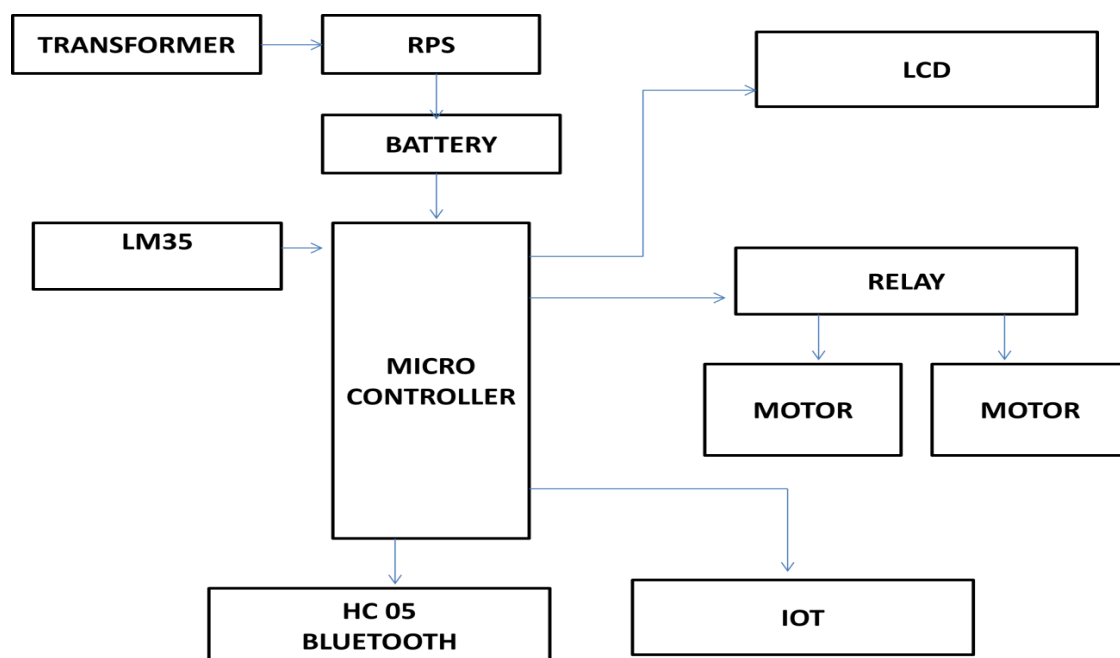 TRANSFORMER
RPS
LCD
BATTERY
LM35
RELAY
MICRO
CONTROLLER
MOTOR
MOTOR
HC 05
BLUETOOTH
IOT